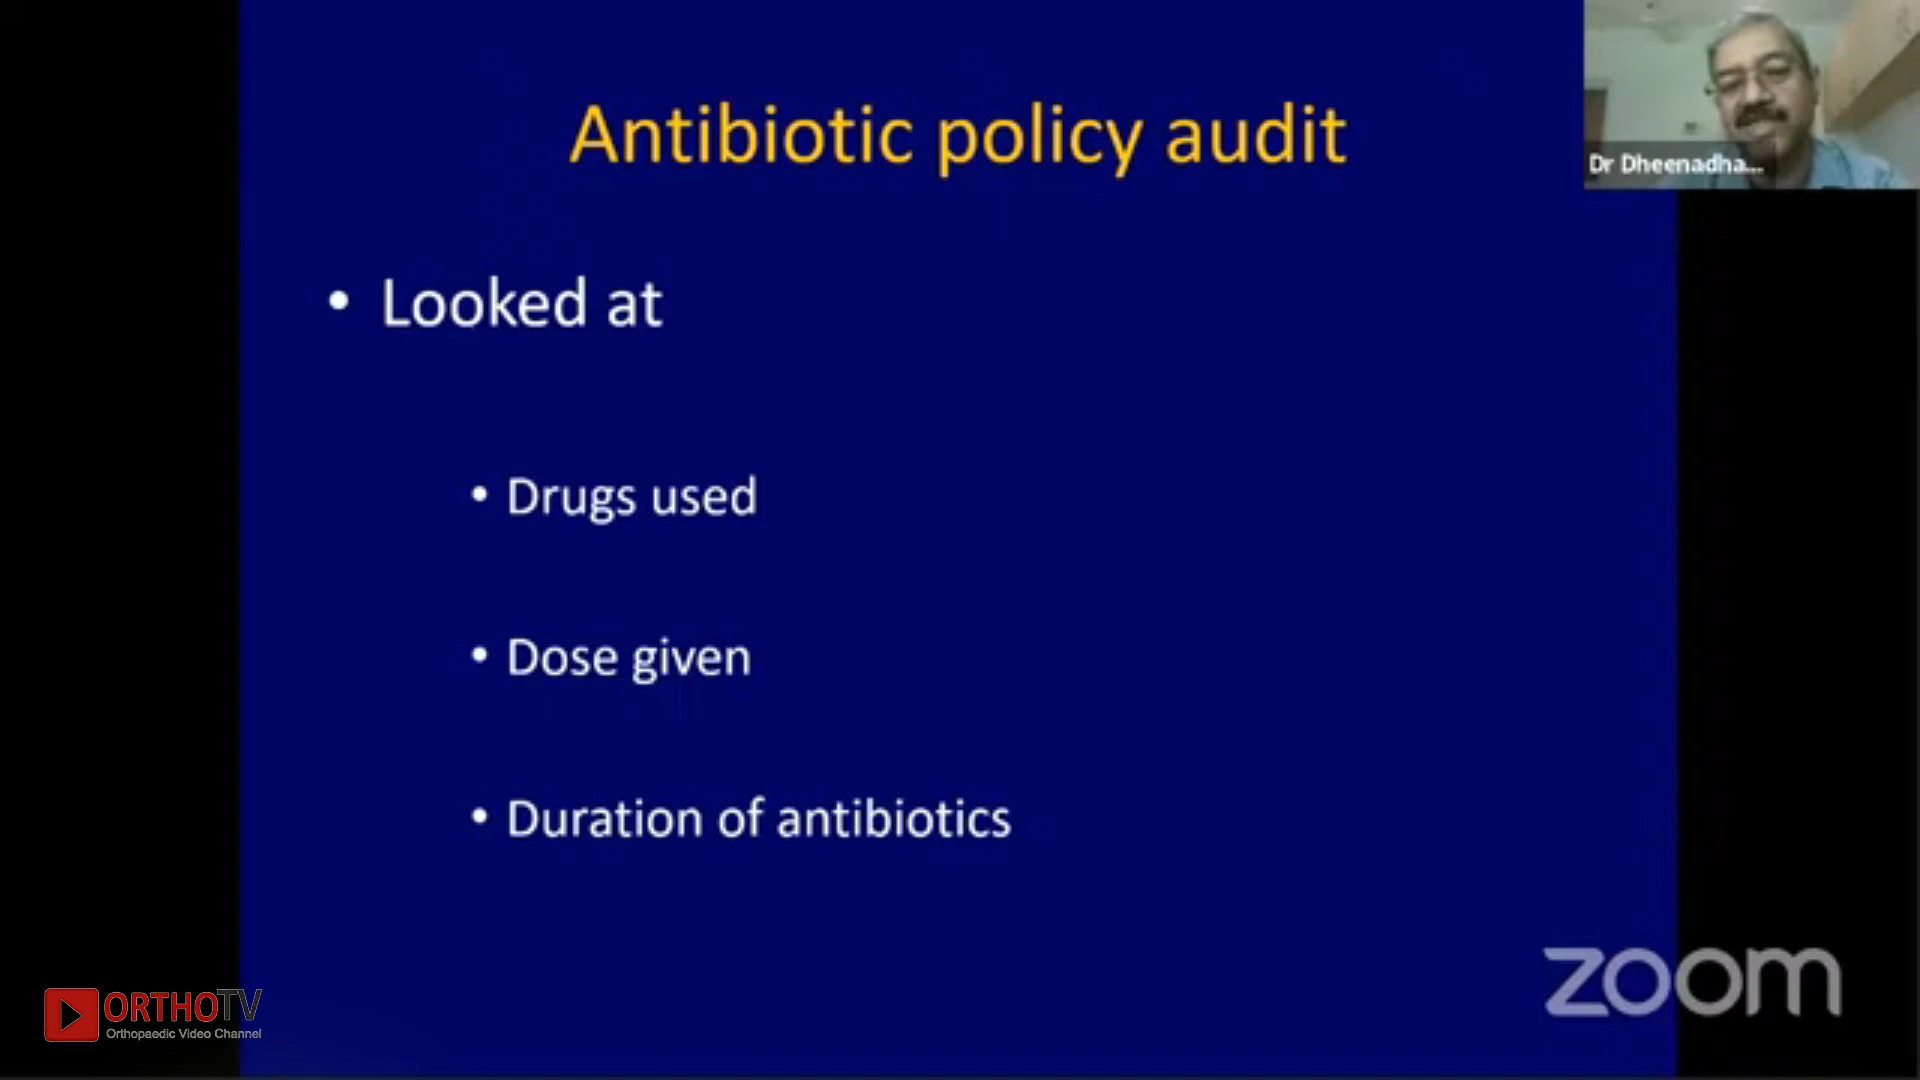 Antibiotic policy audit
Dr Dheenadha...
• Looked at
• Drugs used
• Dose given
• Duration of antibiotics
zoom
ORTHOTV
Orthopaedic Video Channel